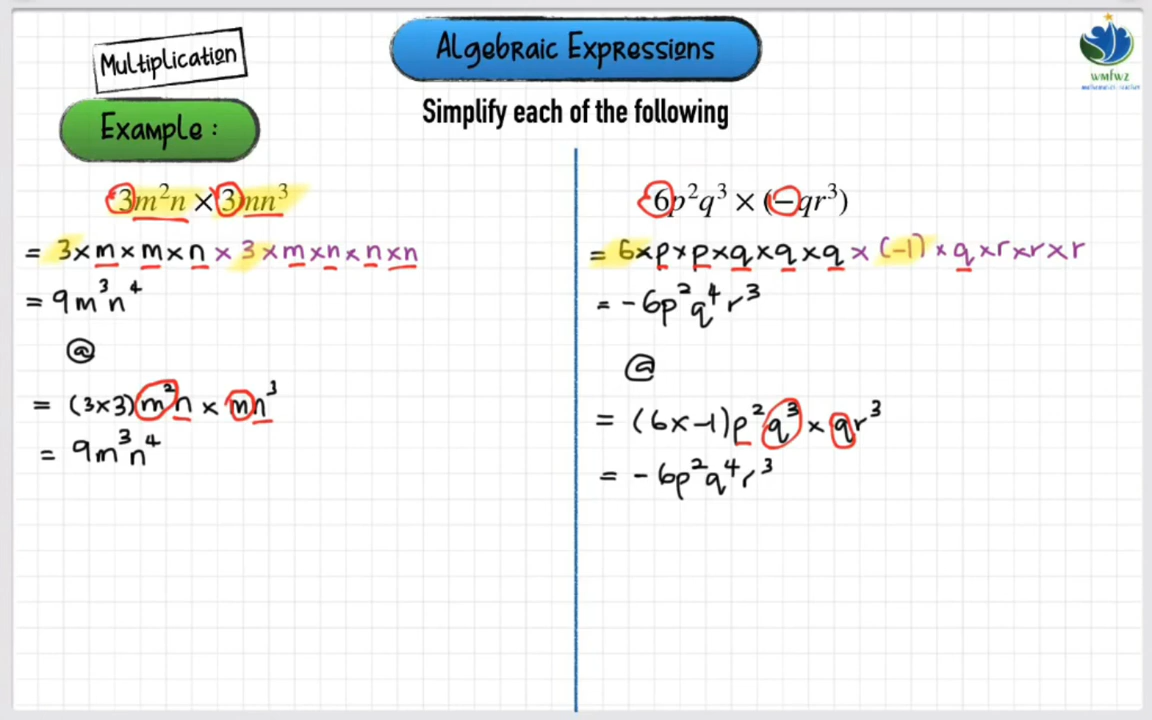 Multiplication
Algebraic Expressions
wmfwz
Example :
Simplify each of the following
3m²n × 3nn³
= 3 × m × m × n × 3 × m × n × n × n
= 9m³n⁴
@
= (3×3) m²n × mn³
= 9m³n⁴
6p²q³ × (−qr³)
= 6×p×p×q×q×q × (−1) × q×r×r×r
= −6p²q⁴r³
@
= (6×−1)p²q³ × qr³
= −6p²q⁴r³